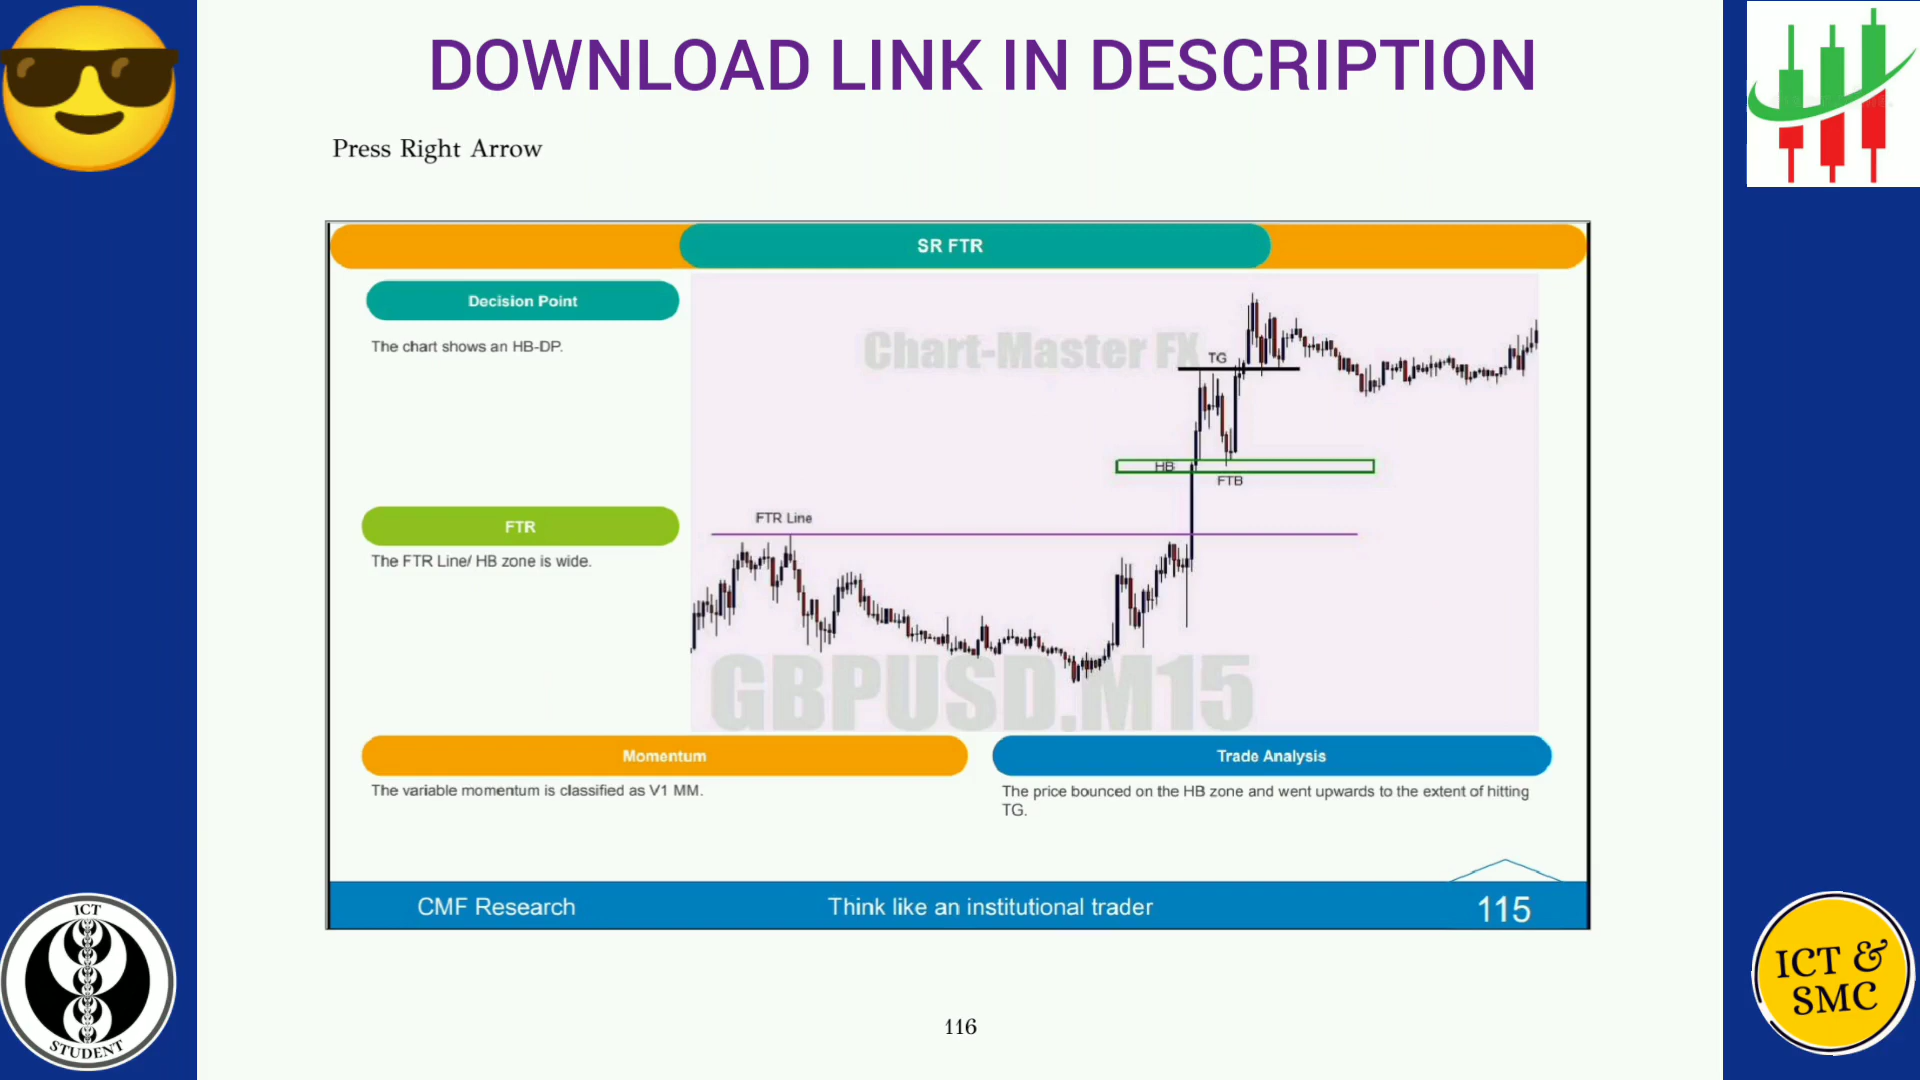 DOWNLOAD LINK IN DESCRIPTION
Press Right Arrow
SR FTR
Decision Point
The chart shows an HB-DP.
Chart-Master FX
TG
HB
FTB
FTR Line
FTR
The FTR Line/ HB zone is wide.
GBPUSD.M15
Momentum
The variable momentum is classified as V1 MM.
Trade Analysis
The price bounced on the HB zone and went upwards to the extent of hitting
TG.
CMF Research
Think like an institutional trader
115
116
ICT
STUDENT
ICT &
SMC